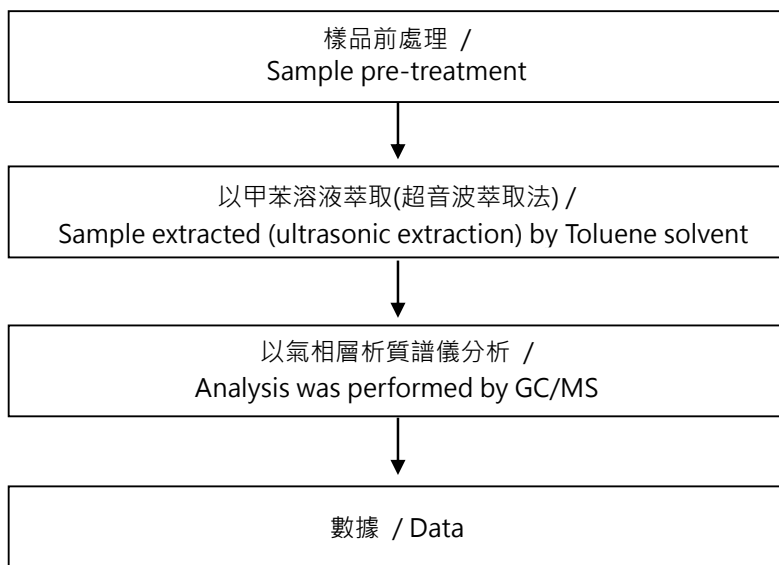 樣品前處理 /
Sample pre-treatment
以甲苯溶液萃取(超音波萃取法) /
Sample extracted (ultrasonic extraction) by Toluene solvent
以氣相層析質譜儀分析 /
Analysis was performed by GC/MS
數據 / Data